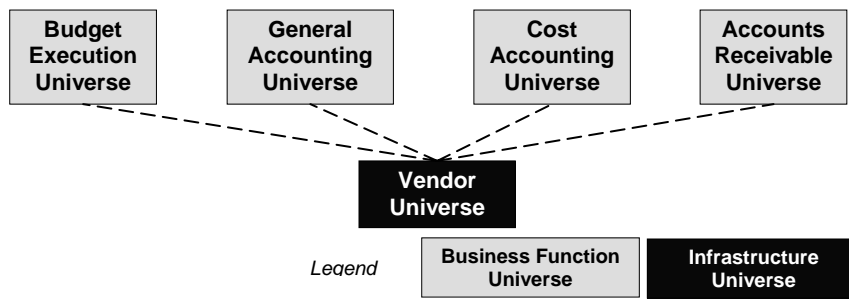 Budget
Execution
Universe
General
Accounting
Universe
Cost
Accounting
Universe
Accounts
Receivable
Universe
Vendor
Universe
Legend
Business Function
Universe
Infrastructure
Universe